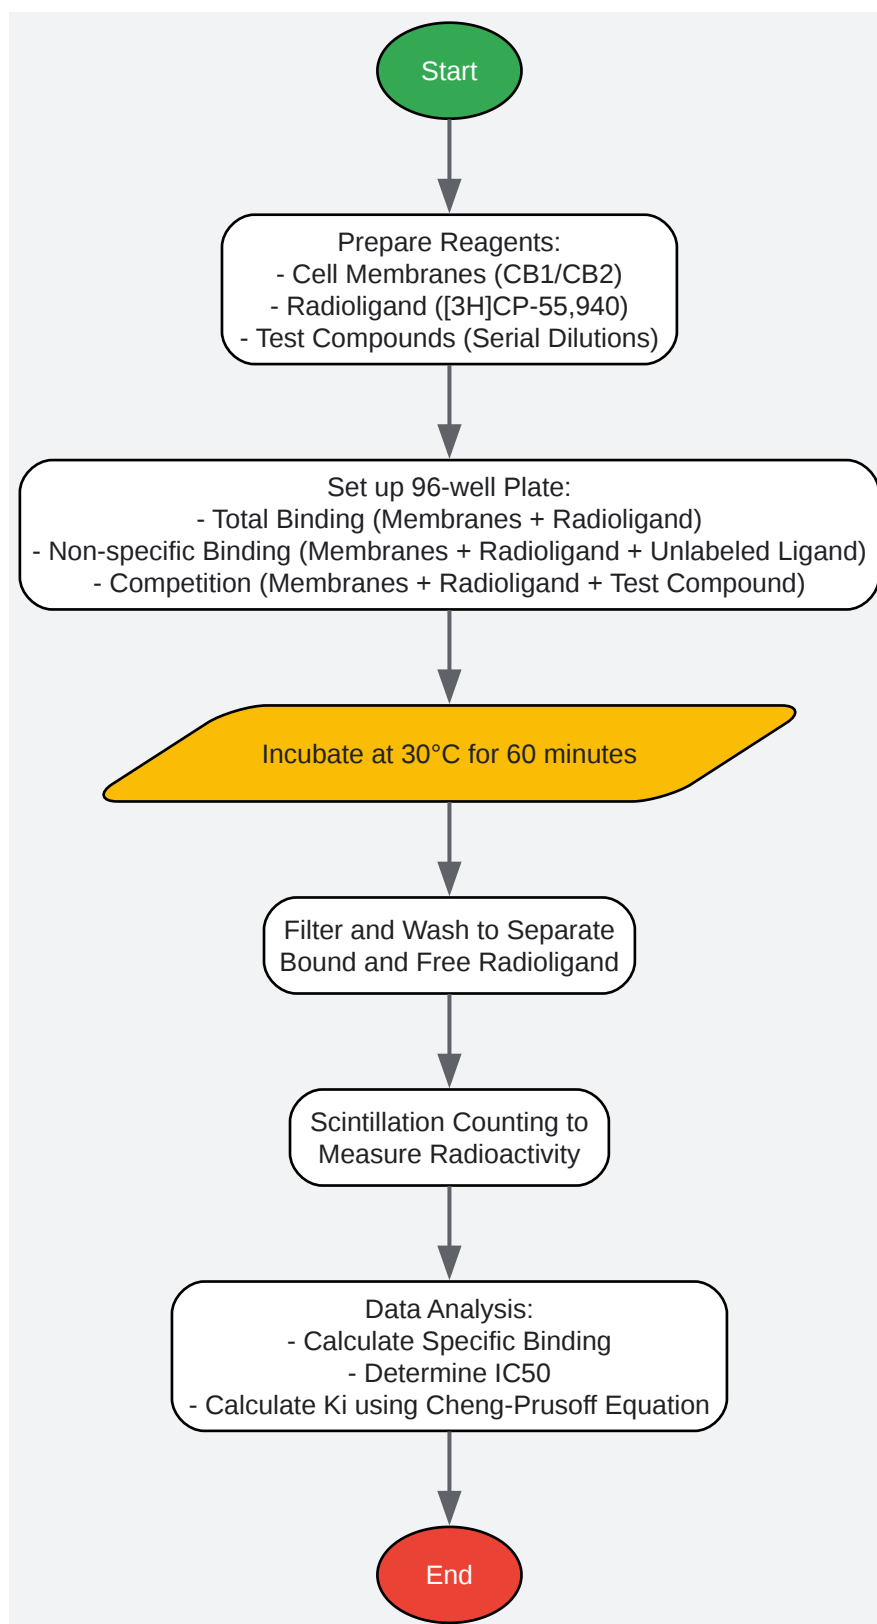 Start
Prepare Reagents:
- Cell Membranes (CB1/CB2)
- Radioligand ([3H]CP-55,940)
- Test Compounds (Serial Dilutions)
Set up 96-well Plate:
- Total Binding (Membranes + Radioligand)
- Non-specific Binding (Membranes + Radioligand + Unlabeled Ligand)
- Competition (Membranes + Radioligand + Test Compound)
Incubate at 30°C for 60 minutes
Filter and Wash to Separate
Bound and Free Radioligand
Scintillation Counting to
Measure Radioactivity
Data Analysis:
- Calculate Specific Binding
- Determine IC50
- Calculate Ki using Cheng-Prusoff Equation
End